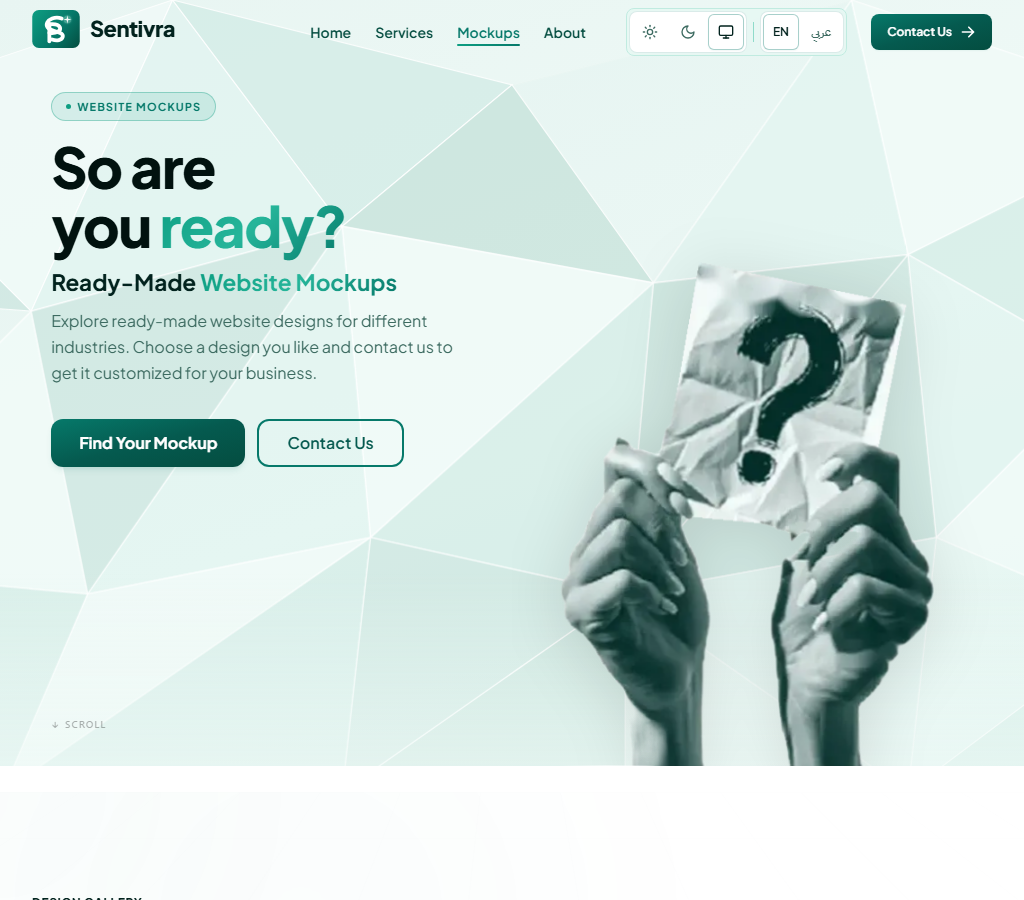 Sentivra
Home
Services
Mockups
About
EN
عربي
Contact Us
WEBSITE MOCKUPS
So are
you ready?
Ready-Made Website Mockups
Explore ready-made website designs for different
industries. Choose a design you like and contact us to
get it customized for your business.
Find Your Mockup
Contact Us
?
↓ SCROLL
DESIGN GALLERY